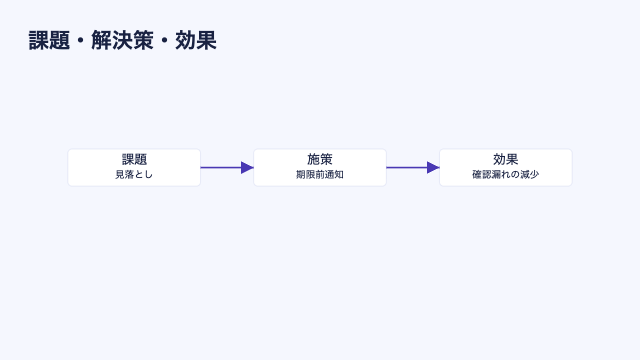 課題・解決策・効果
課題
見落とし
施策
期限前通知
効果
確認漏れの減少